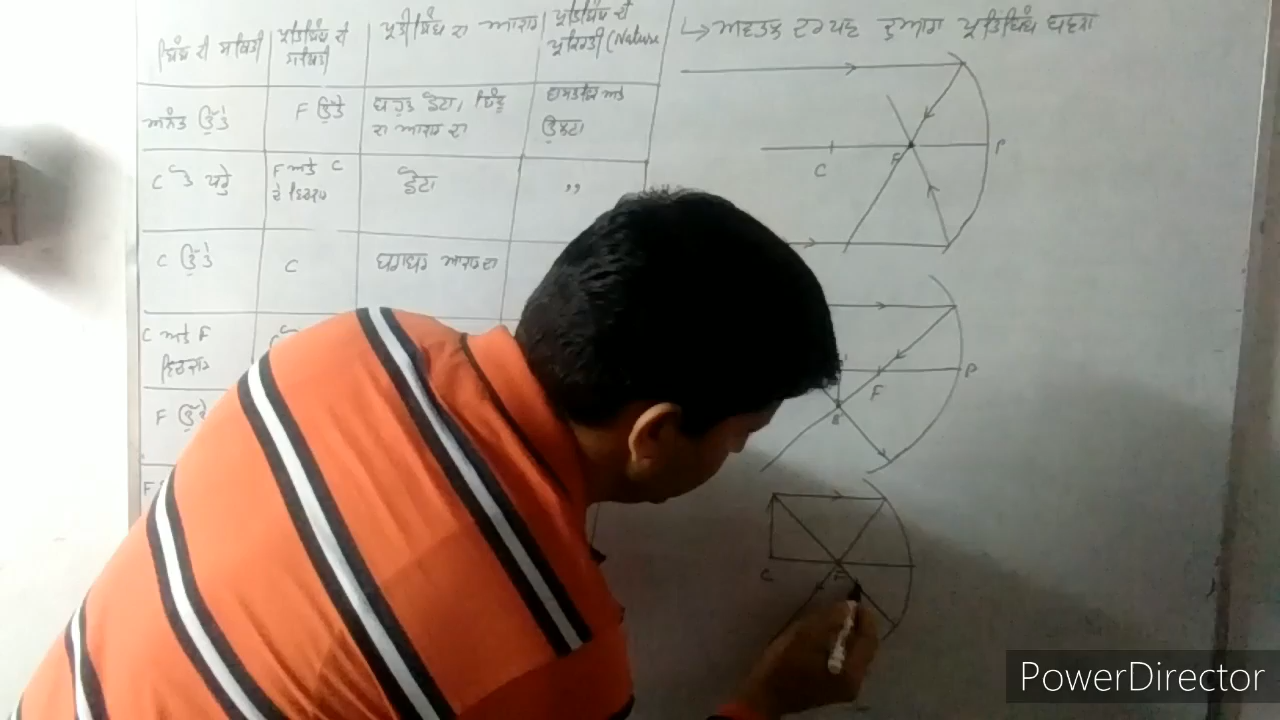 ਬਿੰਬ ਦੀ ਸਥਿਤੀ
ਪ੍ਰਤੀਬਿੰਬ ਦੀ
ਸਥਿਤੀ
ਪ੍ਰਤੀਬਿੰਬ ਦਾ ਆਕਾਰ
ਪ੍ਰਤਿਬਿੰਬ ਦੀ
ਪ੍ਰਕਿਰਤੀ (Nature
→ ਅਵਤਲ ਦਰਪਣ ਦੁਆਰਾ ਪ੍ਰਤਿਬਿੰਬ ਬਣਨਾ
ਅਨੰਤ ਉੱਤੇ
F ਉੱਤੇ
ਬਹੁਤ ਛੋਟਾ, ਬਿੰਦੂ
ਦਾ ਆਕਾਰ ਦਾ
ਵਾਸਤਵਿਕ ਅਤੇ
ਉਲਟਾ
C ਤੋਂ ਪਰ੍ਹੇ
F ਅਤੇ C
ਦੇ ਵਿਚਕਾਰ
ਛੋਟਾ
,,
C ਉੱਤੇ
C
ਬਰਾਬਰ ਆਕਾਰ ਦਾ
C ਅਤੇ F
ਵਿਚਕਾਰ
F ਉੱਤੇ
F
C
F
P
F
P
C
F
PowerDirector